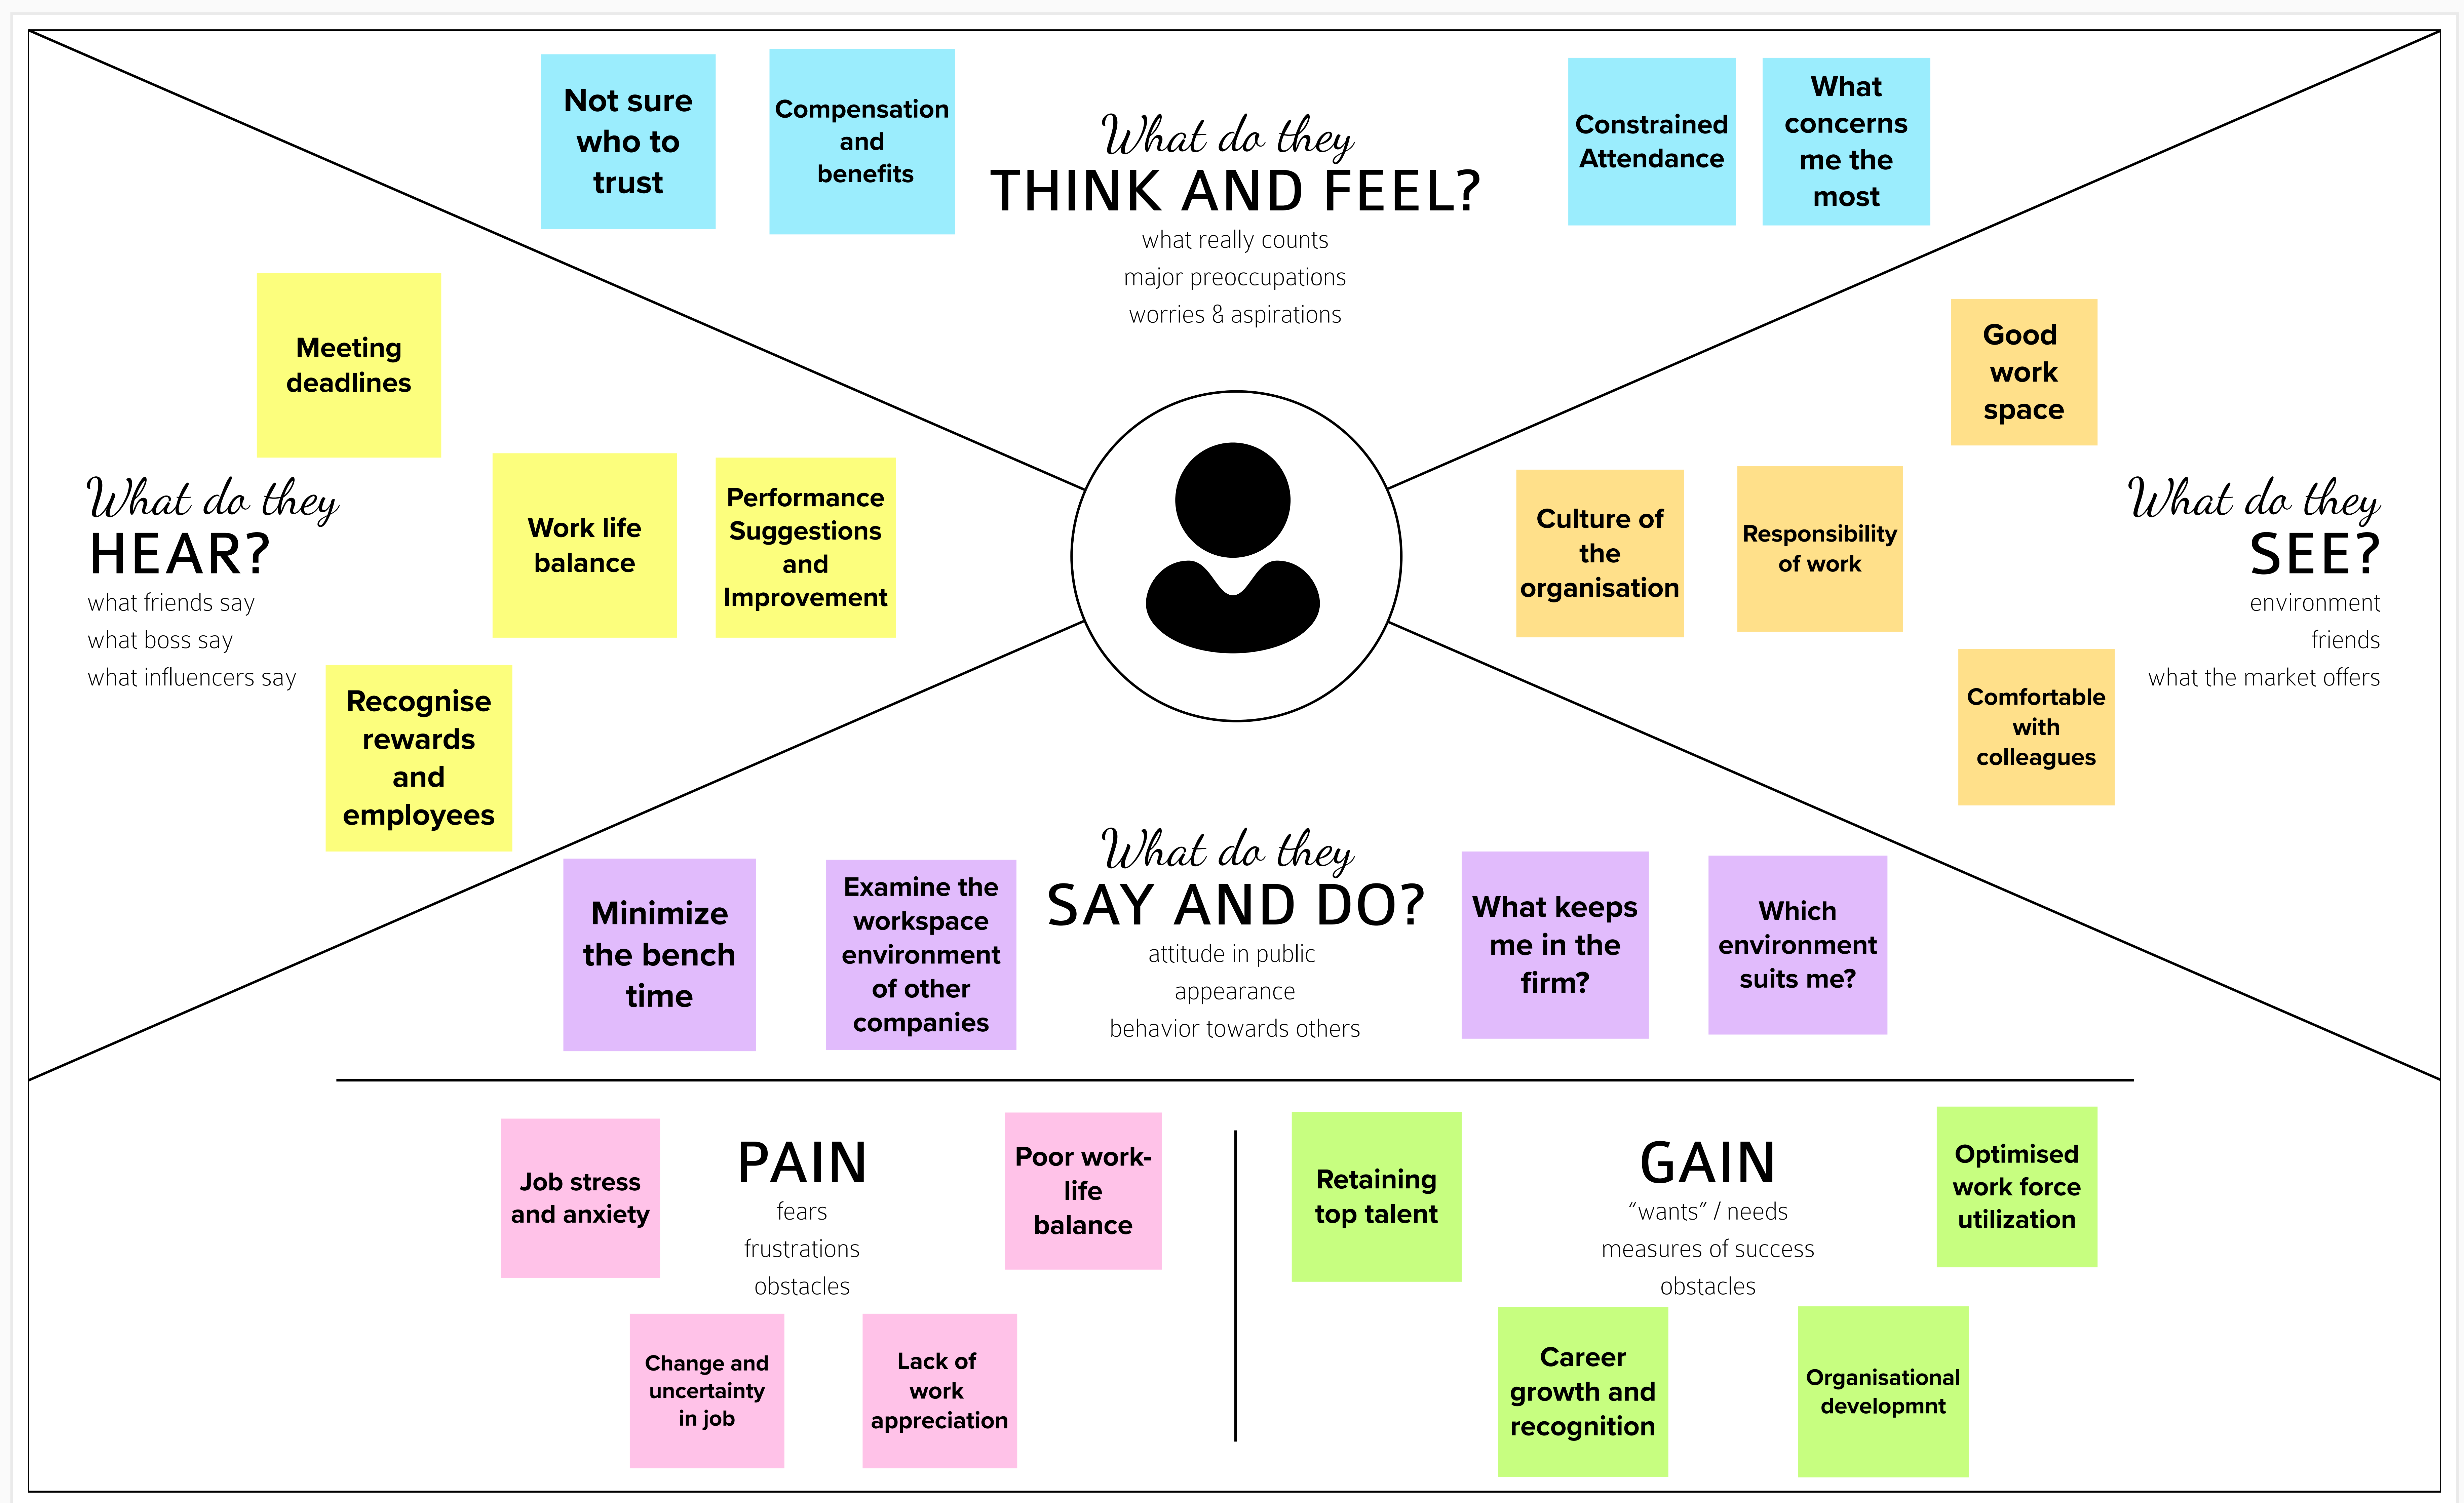 Not sure
who to
trust
Compensation
and
benefits
What do they
THINK AND FEEL?
what really counts
major preoccupations
worries & aspirations
Constrained
Attendance
What
concerns
me the
most
Meeting
deadlines
What do they
HEAR?
what friends say
what boss say
what influencers say
Work life
balance
Performance
Suggestions
and
Improvement
Recognise
rewards
and
employees
Good
work
space
Culture of
the
organisation
Responsibility
of work
What do they
SEE?
environment
friends
what the market offers
Comfortable
with
colleagues
Minimize
the bench
time
Examine the
workspace
environment
of other
companies
What do they
SAY AND DO?
attitude in public
appearance
behavior towards others
What keeps
me in the
firm?
Which
environment
suits me?
Job stress
and anxiety
PAIN
fears
frustrations
obstacles
Poor work-
life
balance
Change and
uncertainty
in job
Lack of
work
appreciation
Retaining
top talent
GAIN
“wants” / needs
measures of success
obstacles
Optimised
work force
utilization
Career
growth and
recognition
Organisational
developmnt